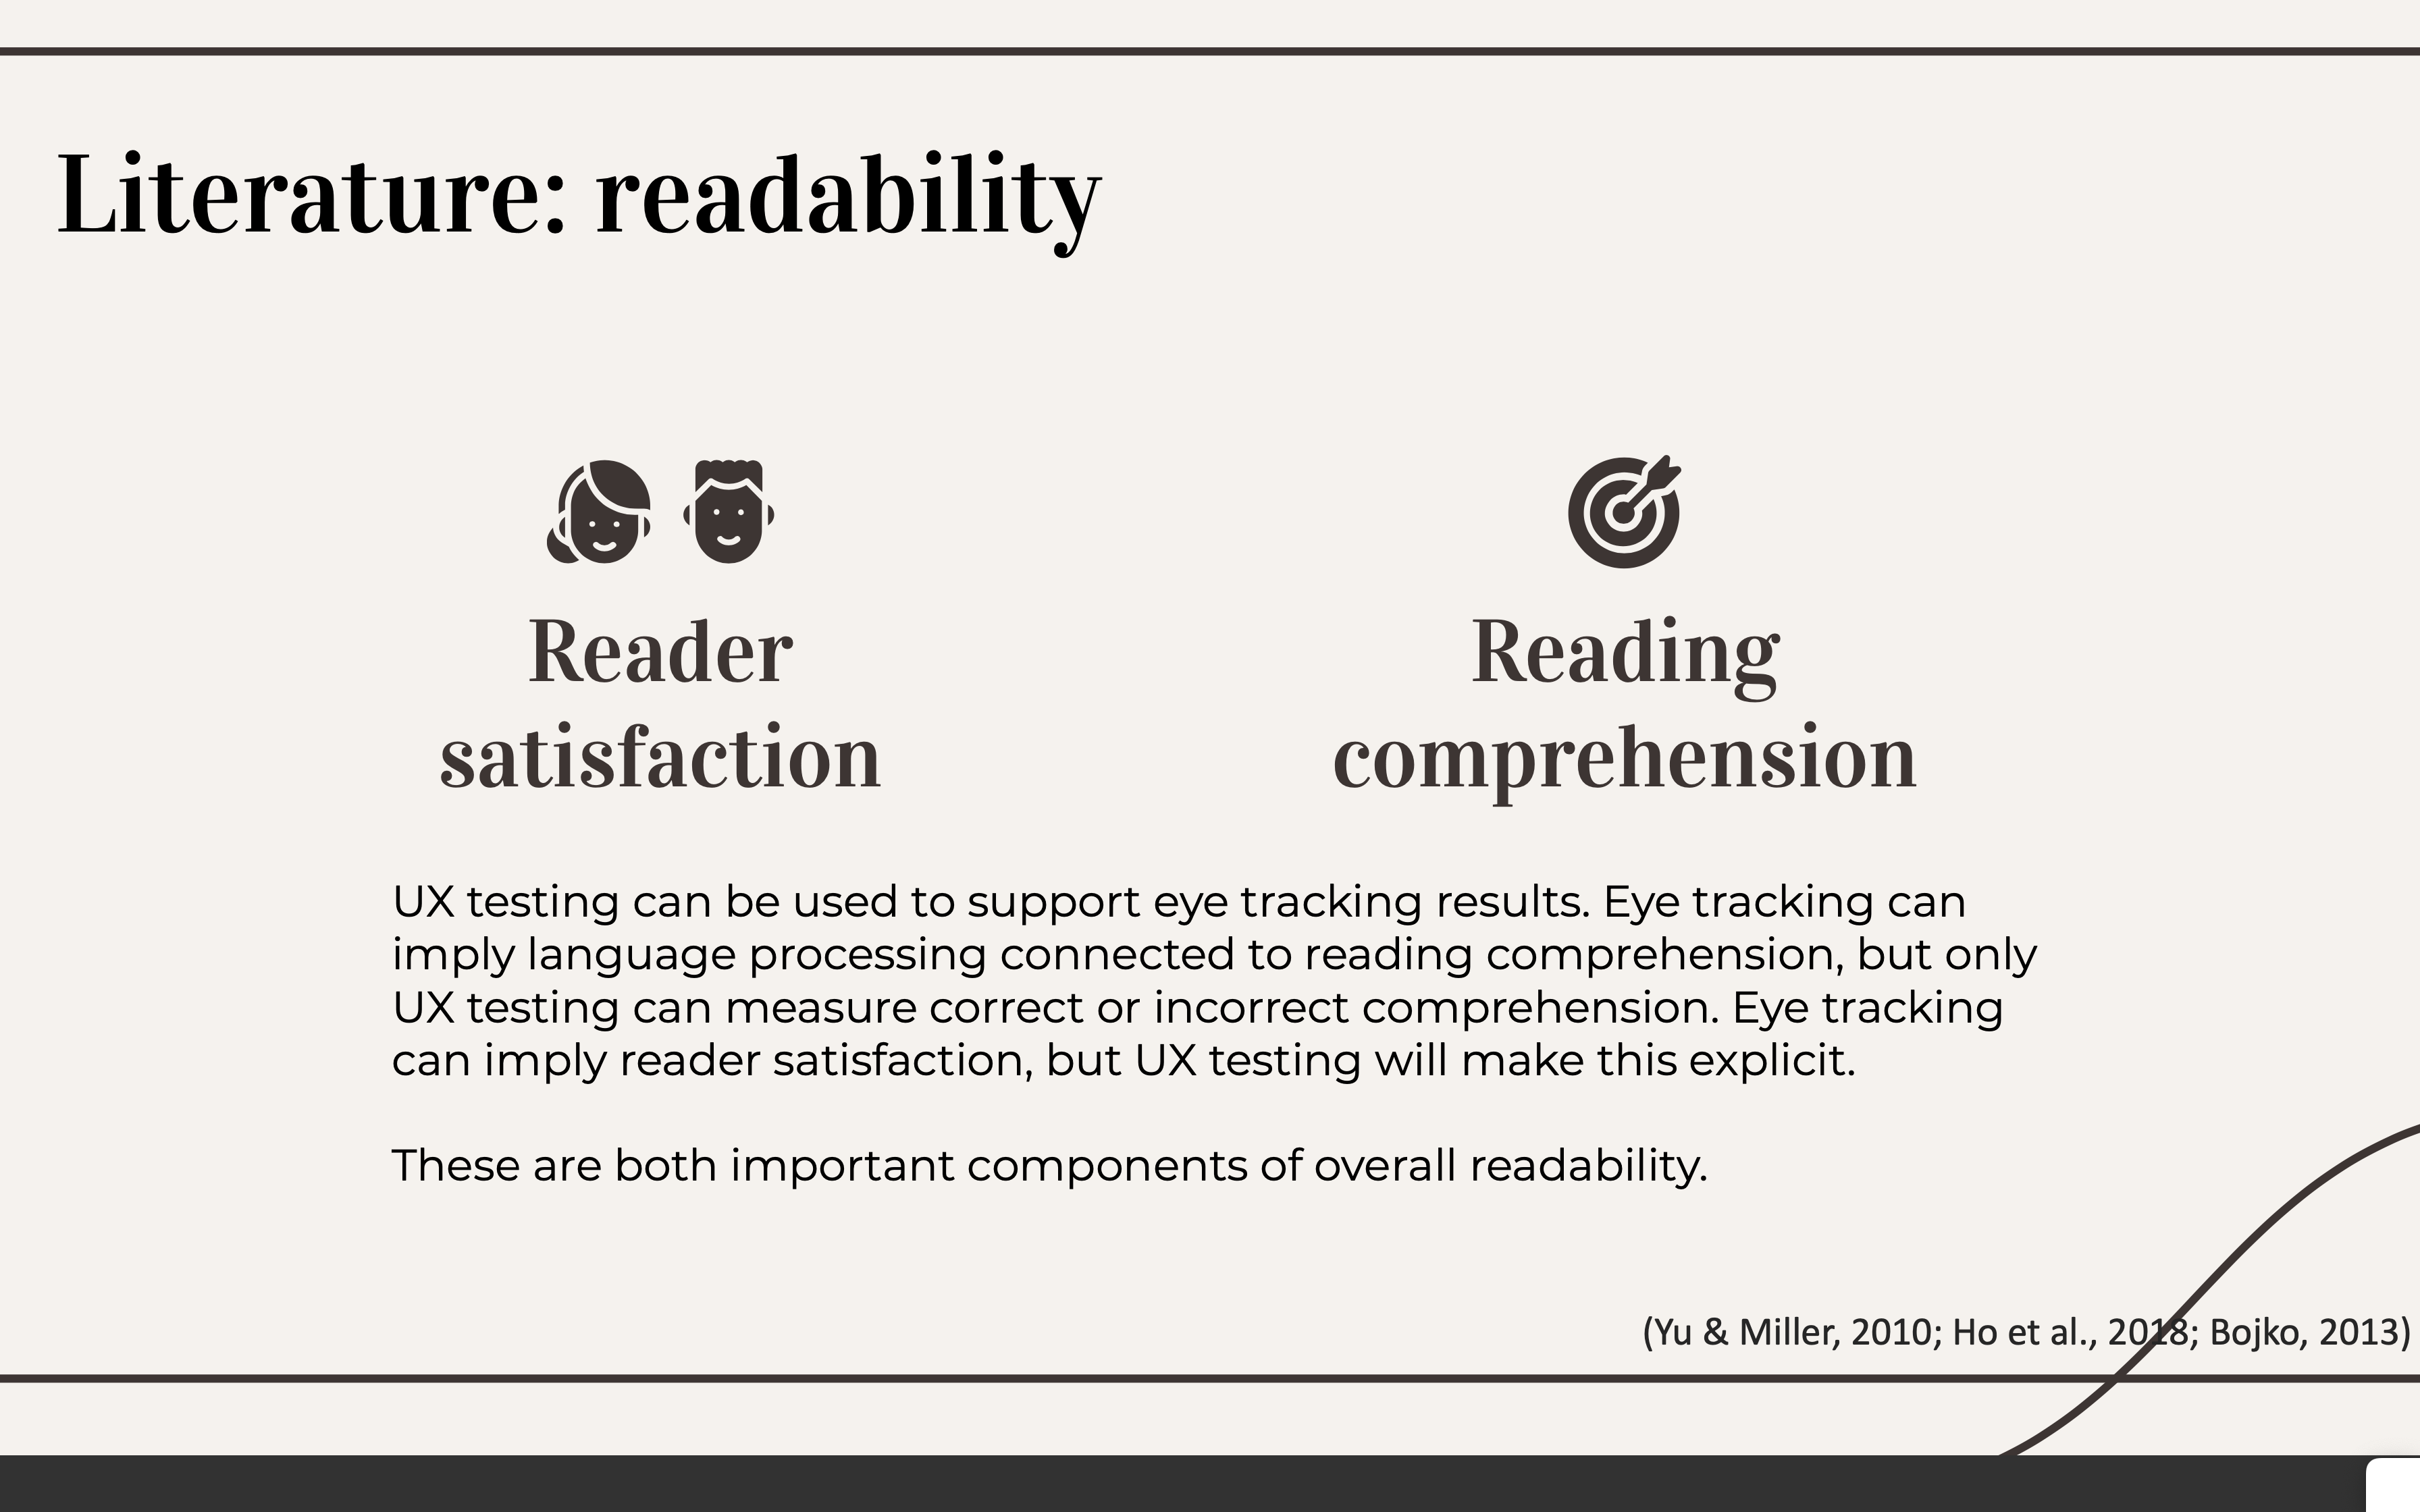 Literature: readability
Reader
satisfaction
Reading
comprehension
UX testing can be used to support eye tracking results. Eye tracking can
imply language processing connected to reading comprehension, but only
UX testing can measure correct or incorrect comprehension. Eye tracking
can imply reader satisfaction, but UX testing will make this explicit.
These are both important components of overall readability.
(Yu & Miller, 2010; Ho et al., 2018; Bojko, 2013)